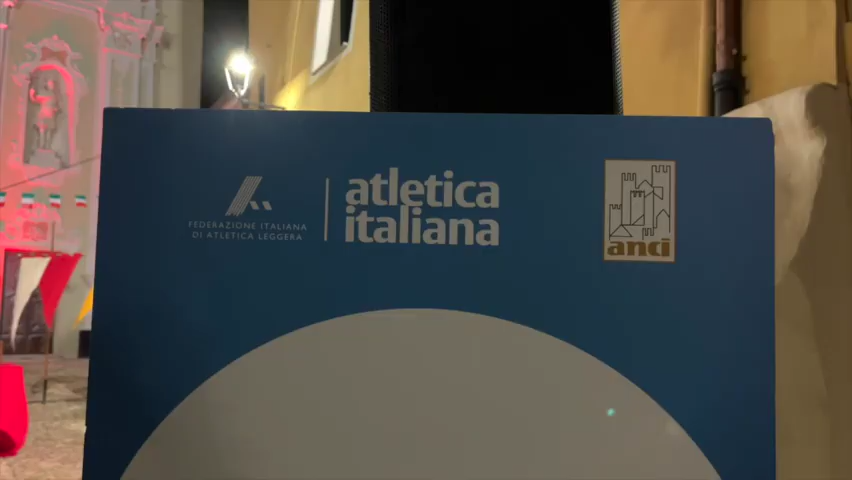 FEDERAZIONE ITALIANA
DI ATLETICA LEGGERA
atletica
italiana
anci